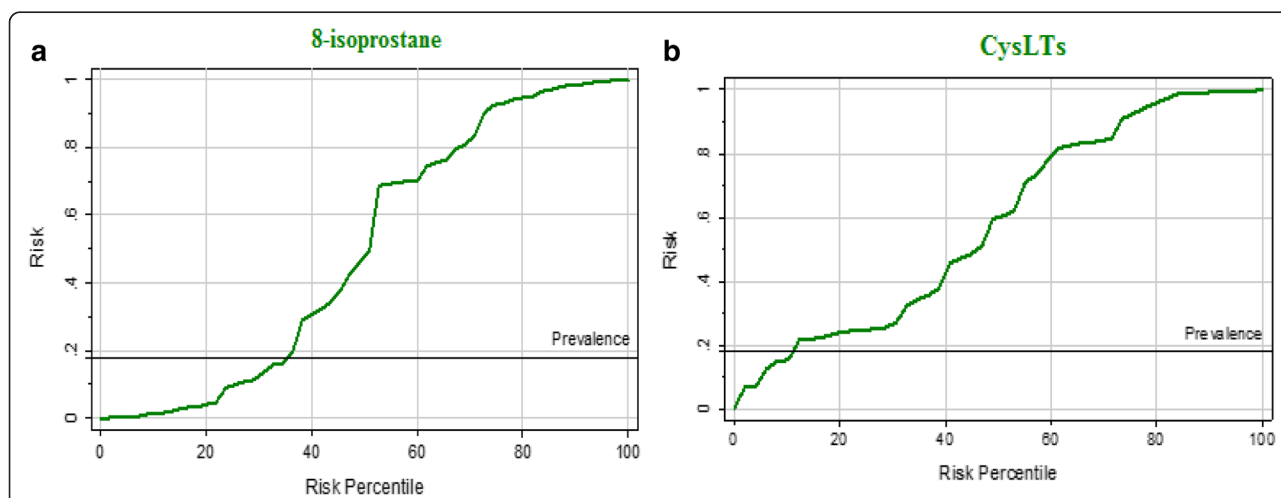 a
8-isoprostane
Risk
1
.8
.6
.4
.2
0
Prevalence
0
20
40
60
80
100
Risk Percentile
b
CysLTs
Risk
1
.8
.6
.4
.2
0
Prevalence
0
20
40
60
80
100
Risk Percentile